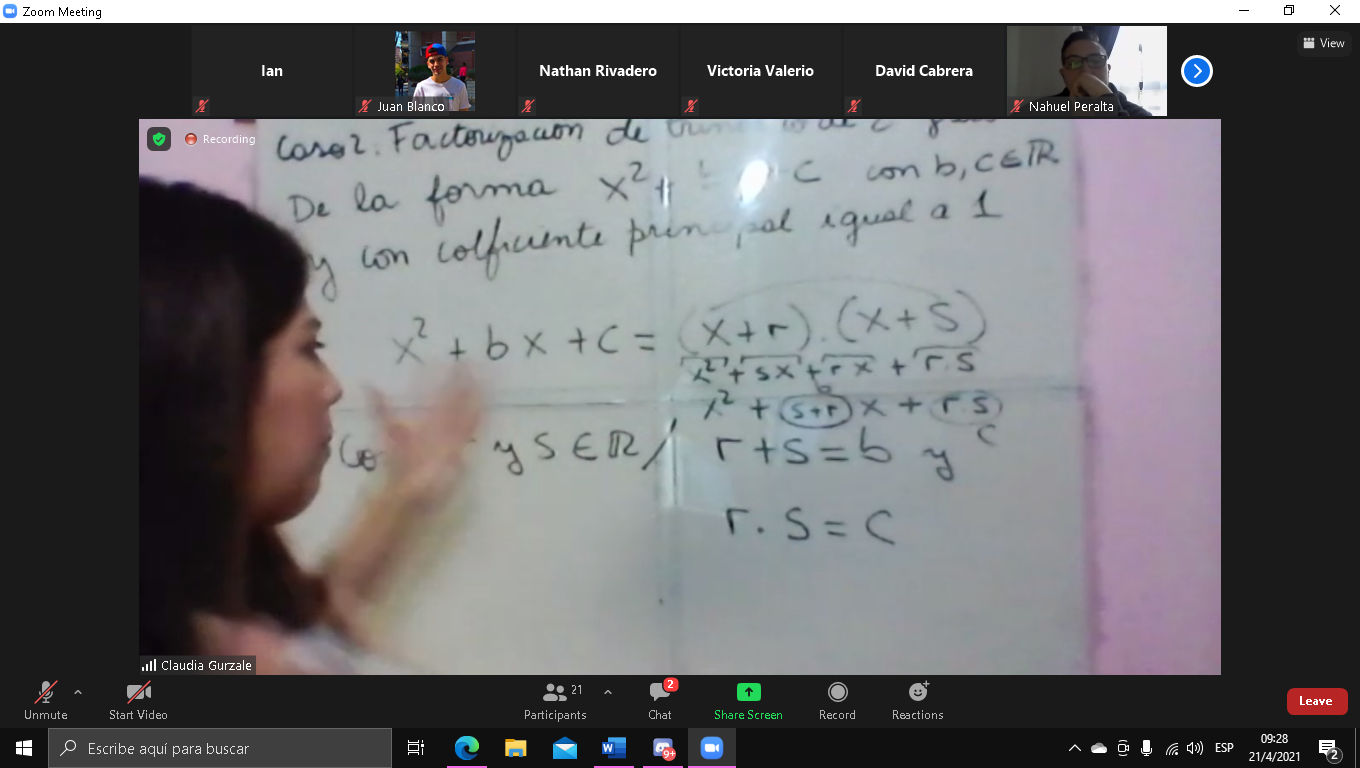 Zoom Meeting
View
Ian
Juan Blanco
Nathan Rivadero
Victoria Valerio
David Cabrera
Nahuel Peralta
Recording
Caso 2. Factorización de
De la forma x² + C con b, c ∈ ℝ
y con coeficiente principal igual a 1
x² + bx + c = (x+r).(x+s)
x² + sx + rx + r.s
b
x² + (s+r)x + r.s
C
y s ∈ ℝ / r+s=b y
r.s=c
Claudia Gurzale
Unmute
Start Video
Participants 21
Chat 2
Share Screen
Record
Reactions
Leave
Escribe aquí para buscar
W
9+
ESP
09:28
21/4/2021
2